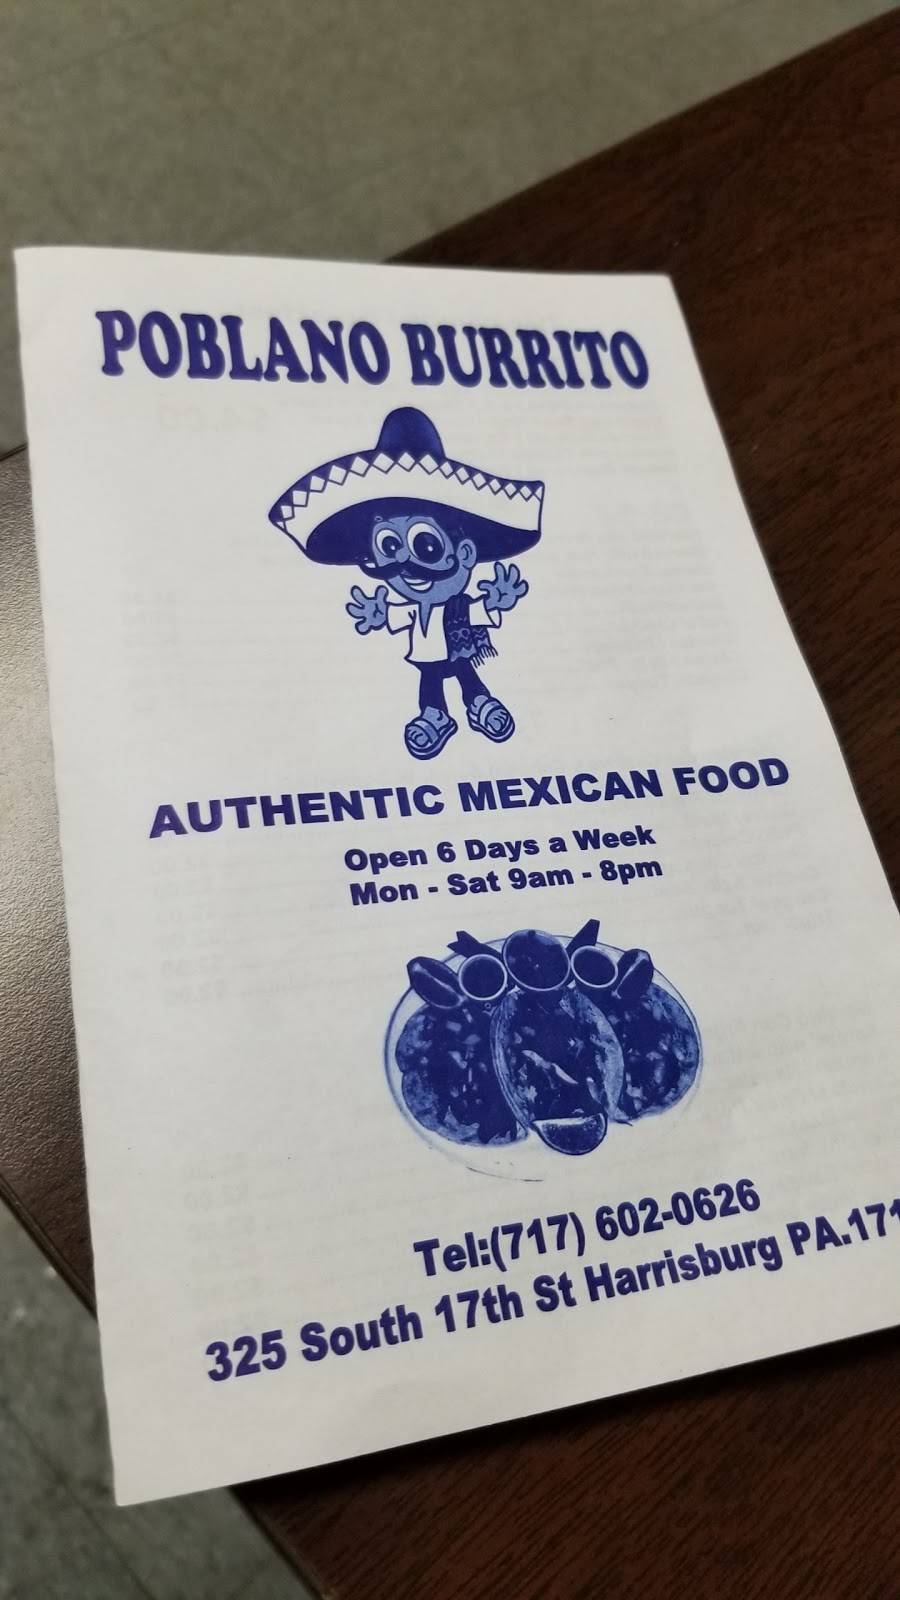 POBLANO BURRITO
AUTHENTIC MEXICAN FOOD
Open 6 Days a Week
Mon - Sat 9am - 8pm
Tel:(717) 602-0626
325 South 17th St Harrisburg PA.171